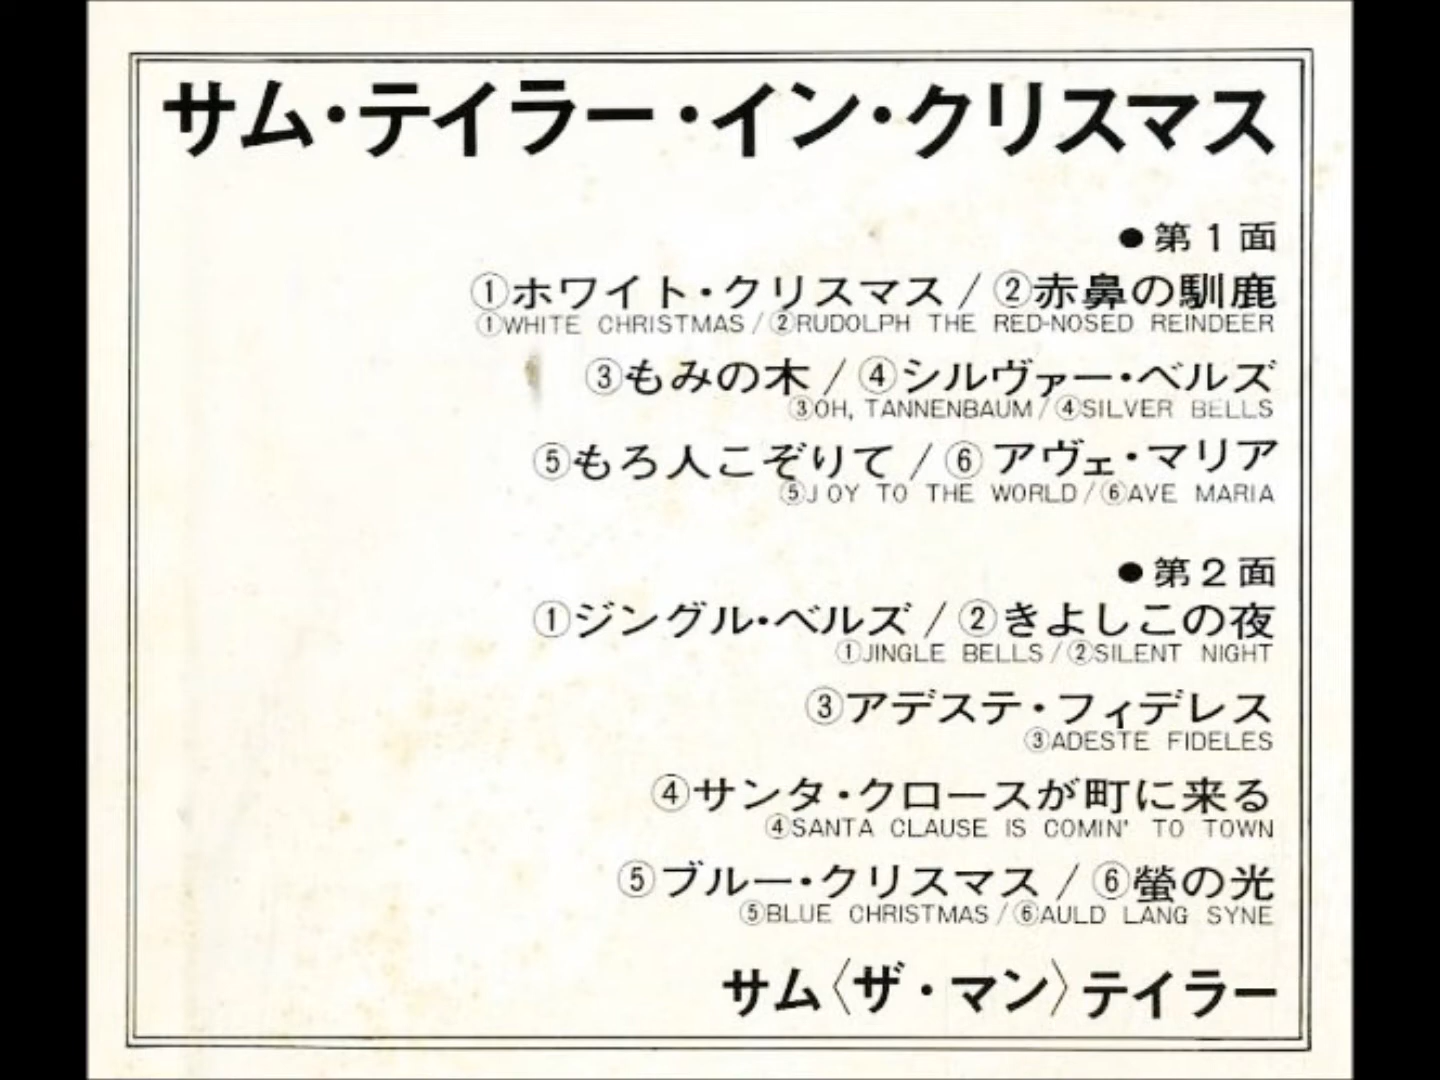 サム・テイラー・イン・クリスマス
●第1面
①ホワイト・クリスマス / ②赤鼻の馴鹿
①WHITE CHRISTMAS / ②RUDOLPH THE RED-NOSED REINDEER
③もみの木 / ④シルヴァー・ベルズ
③OH, TANNENBAUM / ④SILVER BELLS
⑤もろ人こぞりて / ⑥アヴェ・マリア
⑤JOY TO THE WORLD / ⑥AVE MARIA
●第2面
①ジングル・ベルズ / ②きよしこの夜
①JINGLE BELLS / ②SILENT NIGHT
③アデステ・フィデレス
③ADESTE FIDELES
④サンタ・クロースが町に来る
④SANTA CLAUSE IS COMIN' TO TOWN
⑤ブルー・クリスマス / ⑥螢の光
⑤BLUE CHRISTMAS / ⑥AULD LANG SYNE
サム〈ザ・マン〉テイラー